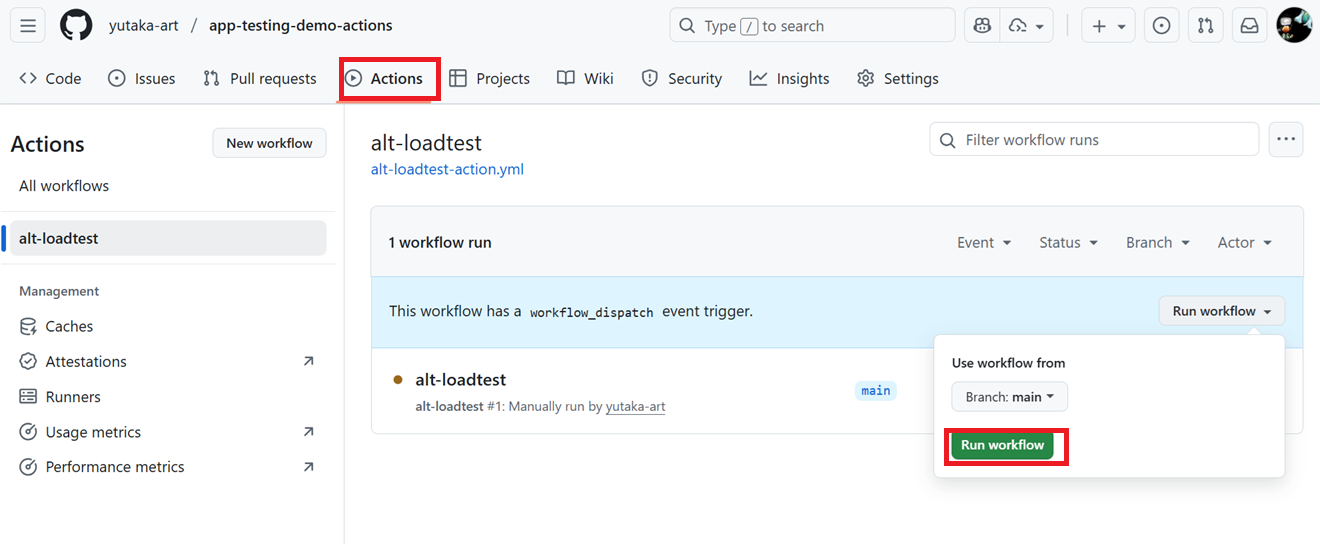 yutaka-art / app-testing-demo-actions
Type / to search
Code
Issues
Pull requests
Actions
Projects
Wiki
Security
Insights
Settings
Actions
New workflow
All workflows
alt-loadtest
Management
Caches
Attestations
Runners
Usage metrics
Performance metrics
alt-loadtest
alt-loadtest-action.yml
Filter workflow runs
1 workflow run
Event
Status
Branch
Actor
This workflow has a workflow_dispatch event trigger.
Run workflow
Use workflow from
Branch: main
Run workflow
alt-loadtest
alt-loadtest #1: Manually run by yutaka-art
main